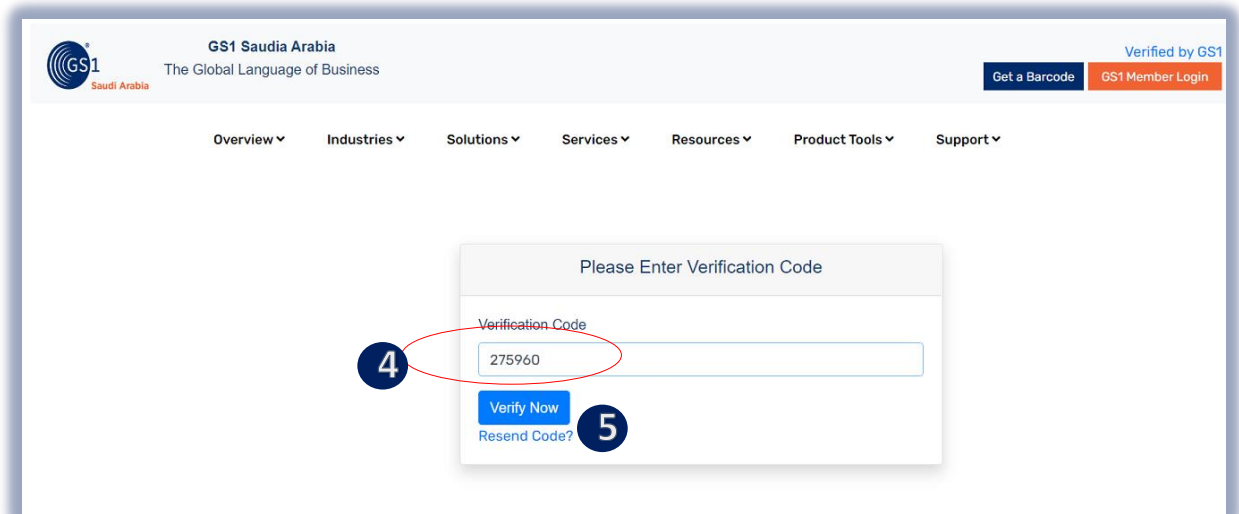 GS1 Saudia Arabia
The Global Language of Business
GS1
Saudi Arabia
Verified by GS1
Get a Barcode
GS1 Member Login
Overview
Industries
Solutions
Services
Resources
Product Tools
Support
Please Enter Verification Code
Verification Code
4
275960
Verify Now
5
Resend Code?